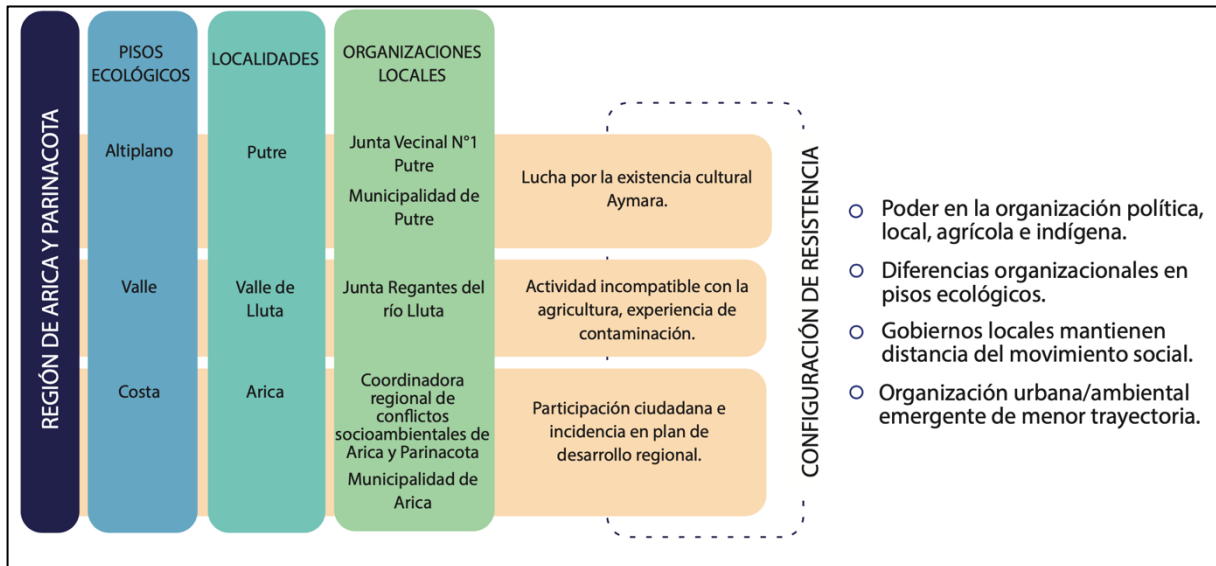 REGIÓN DE ARICA Y PARINACOTA
PISOS
ECOLÓGICOS
LOCALIDADES
ORGANIZACIONES
LOCALES
Altiplano
Putre
Junta Vecinal N°1
Putre
Municipalidad de
Putre
Lucha por la existencia cultural
Aymara.
Valle
Valle de
Lluta
Junta Regantes del
río Lluta
Actividad incompatible con la
agricultura, experiencia de
contaminación.
Costa
Arica
Coordinadora
regional de
conflictos
socioambientales de
Arica y Parinacota
Municipalidad de
Arica
Participación ciudadana e
incidencia en plan de
desarrollo regional.
CONFIGURACIÓN DE RESISTENCIA
Poder en la organización política,
local, agrícola e indígena.
Diferencias organizacionales en
pisos ecológicos.
Gobiernos locales mantienen
distancia del movimiento social.
Organización urbana/ambiental
emergente de menor trayectoria.